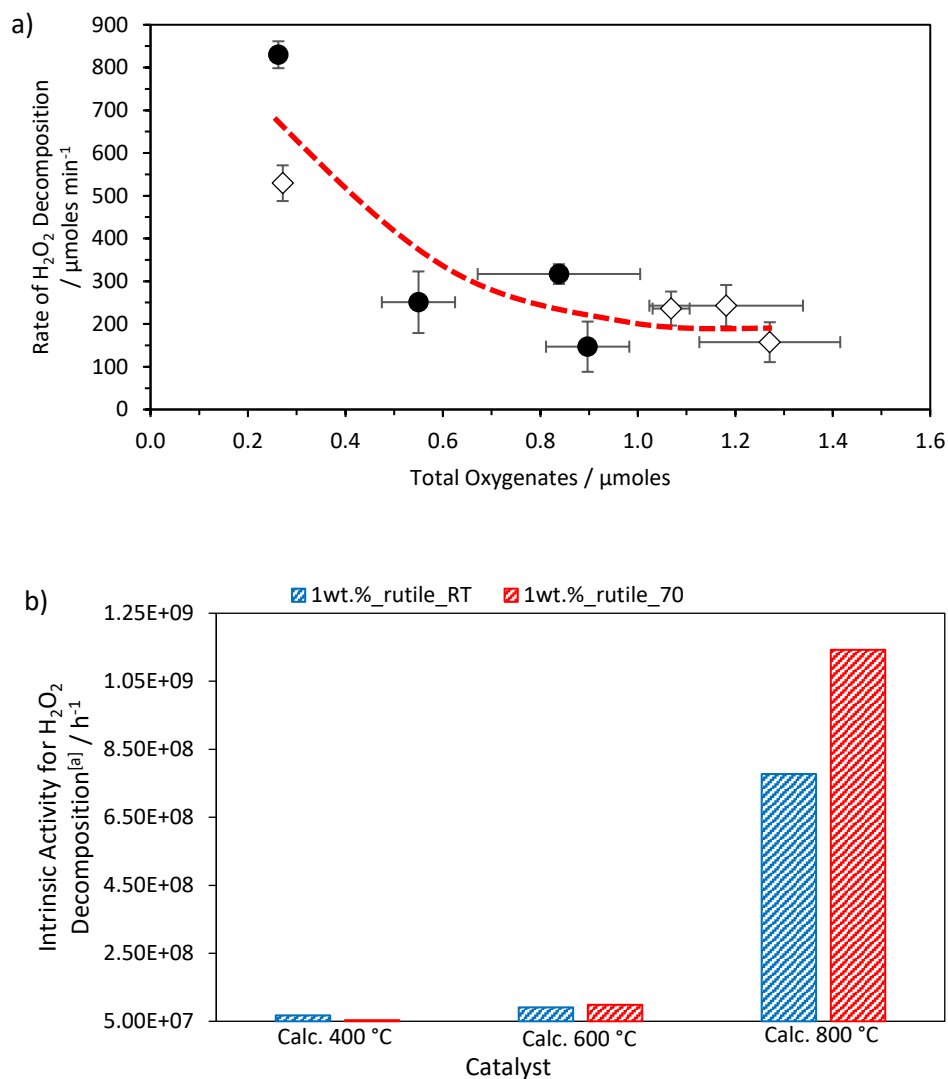 a)
Rate of H₂O₂ Decomposition
/ μmoles min⁻¹
900
800
700
600
500
400
300
200
100
0
0.0 0.2 0.4 0.6 0.8 1.0 1.2 1.4 1.6
Total Oxygenates / μmoles
b)
1wt.%_rutile_RT 1wt.%_rutile_70
Intrinsic Activity for H₂O₂
Decomposition[a] / h⁻¹
1.25E+09
1.05E+09
8.50E+08
6.50E+08
4.50E+08
2.50E+08
5.00E+07
Calc. 400 °C Calc. 600 °C Calc. 800 °C
Catalyst